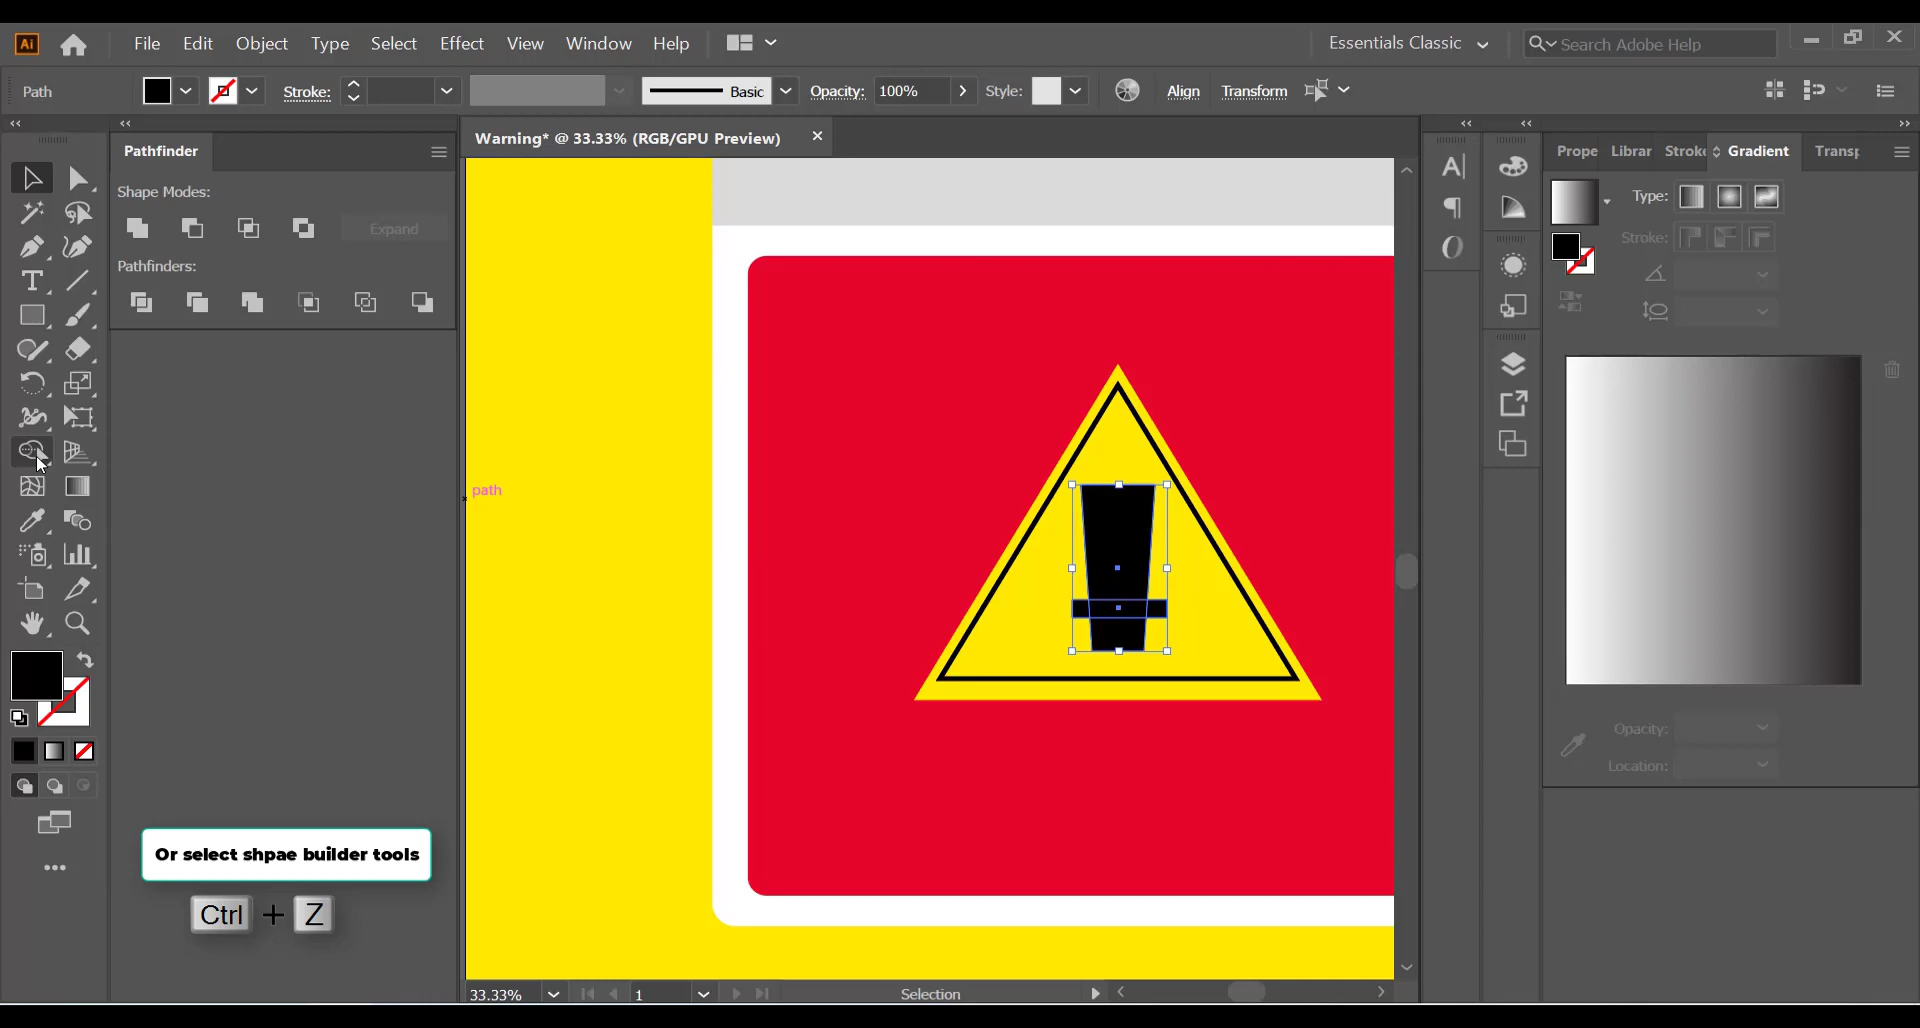 Ai
File Edit Object Type Select Effect View Window Help
Essentials Classic
Search Adobe Help
Path
Stroke:
Basic
Opacity:
100%
Style:
Align
Transform
Warning* @ 33.33% (RGB/GPU Preview)
Pathfinder
Shape Modes:
Expand
Pathfinders:
Prope
Librar
Stroke
Gradient
Transp
Type:
Stroke:
path
Opacity:
Location:
Or select shpae builder tools
Ctrl + Z
33.33%
1
Selection